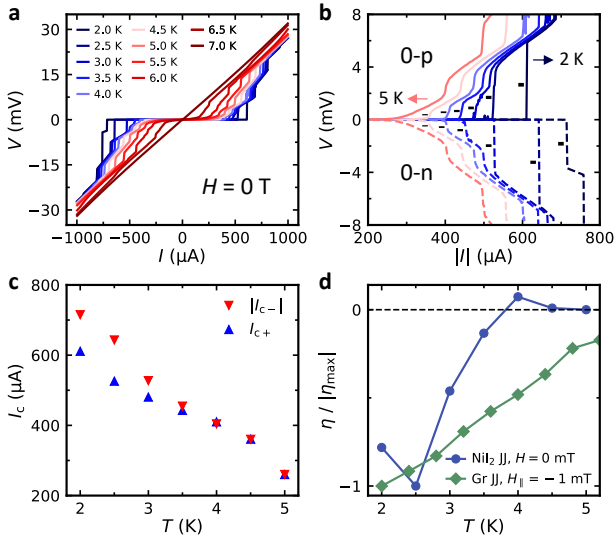 a
30
15
0
−15
−30
V (mV)
2.0 K
2.5 K
3.0 K
3.5 K
4.0 K
4.5 K
5.0 K
5.5 K
6.0 K
6.5 K
7.0 K
H = 0 T
−1000
−500
0
500
1000
I (μA)
b
8
4
0
−4
−8
V (mV)
0-p
2 K
5 K
0-n
200
400
600
800
|I| (μA)
c
800
600
400
200
I_c (μA)
|I_c−|
I_c+
2
3
4
5
T (K)
d
0
−1
η / |η_max|
NiI₂ JJ, H = 0 mT
Gr JJ, H_∥ = −1 mT
2
3
4
5
T (K)